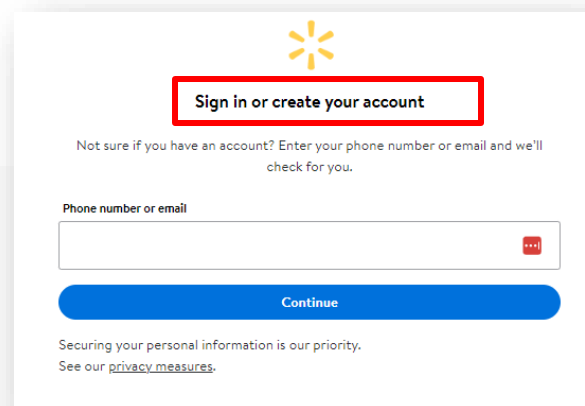 Sign in or create your account
Not sure if you have an account? Enter your phone number or email and we'll
check for you.
Phone number or email
Continue
Securing your personal information is our priority.
See our privacy measures.